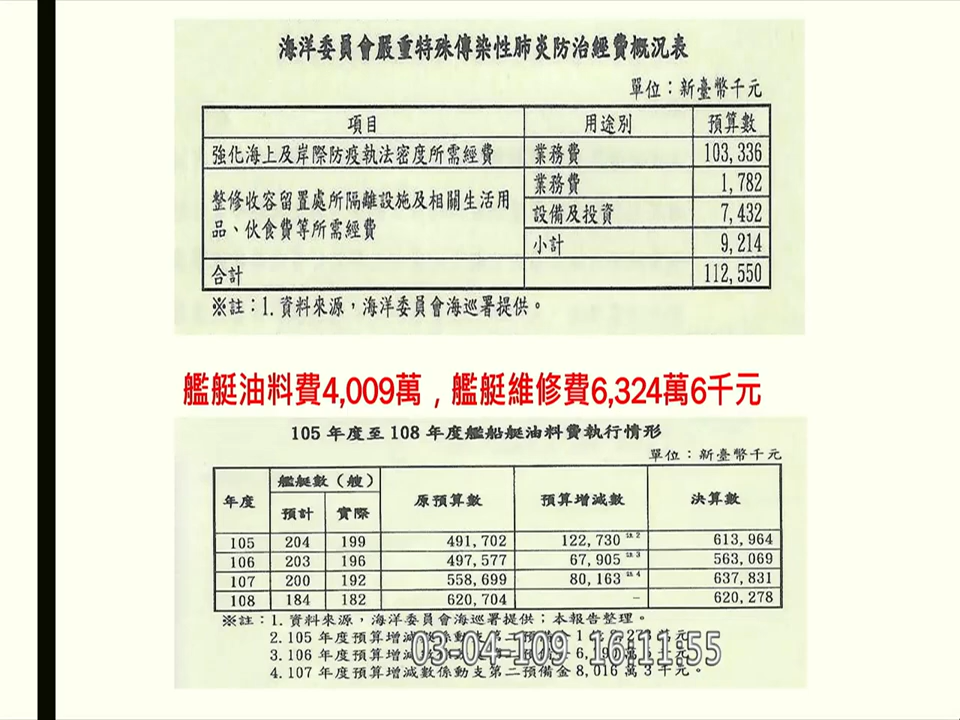 海洋委員會嚴重特殊傳染性肺炎防治經費概況表
單位：新臺幣千元
項目 用途別 預算數
強化海上及岸際防疫執法密度所需經費 業務費 103,336
整修收容留置處所隔離設施及相關生活用
品、伙食費等所需經費
業務費 1,782
設備及投資 7,432
小計 9,214
合計 112,550
※註：1.資料來源，海洋委員會海巡署提供。
艦艇油料費4,009萬，艦艇維修費6,324萬6千元
105年度至108年度艦船艇油料費執行情形
單位：新臺幣千元
年度 艦艇數（艘） 原預算數 預算增減數 決算數
預計 實際
105 204 199 491,702 122,730 註2 613,964
106 203 196 497,577 67,905 註3 563,069
107 200 192 558,699 80,163 註4 637,831
108 184 182 620,704 - 620,278
※註：1.資料來源，海洋委員會海巡署提供；本報告整理。
2.105年度預算增減數係動支第二預備金1
3.106年度預算增減數
4.107年度預算增減數係動支第二預備金8,016萬3千元。
03-04-109 16:11:55